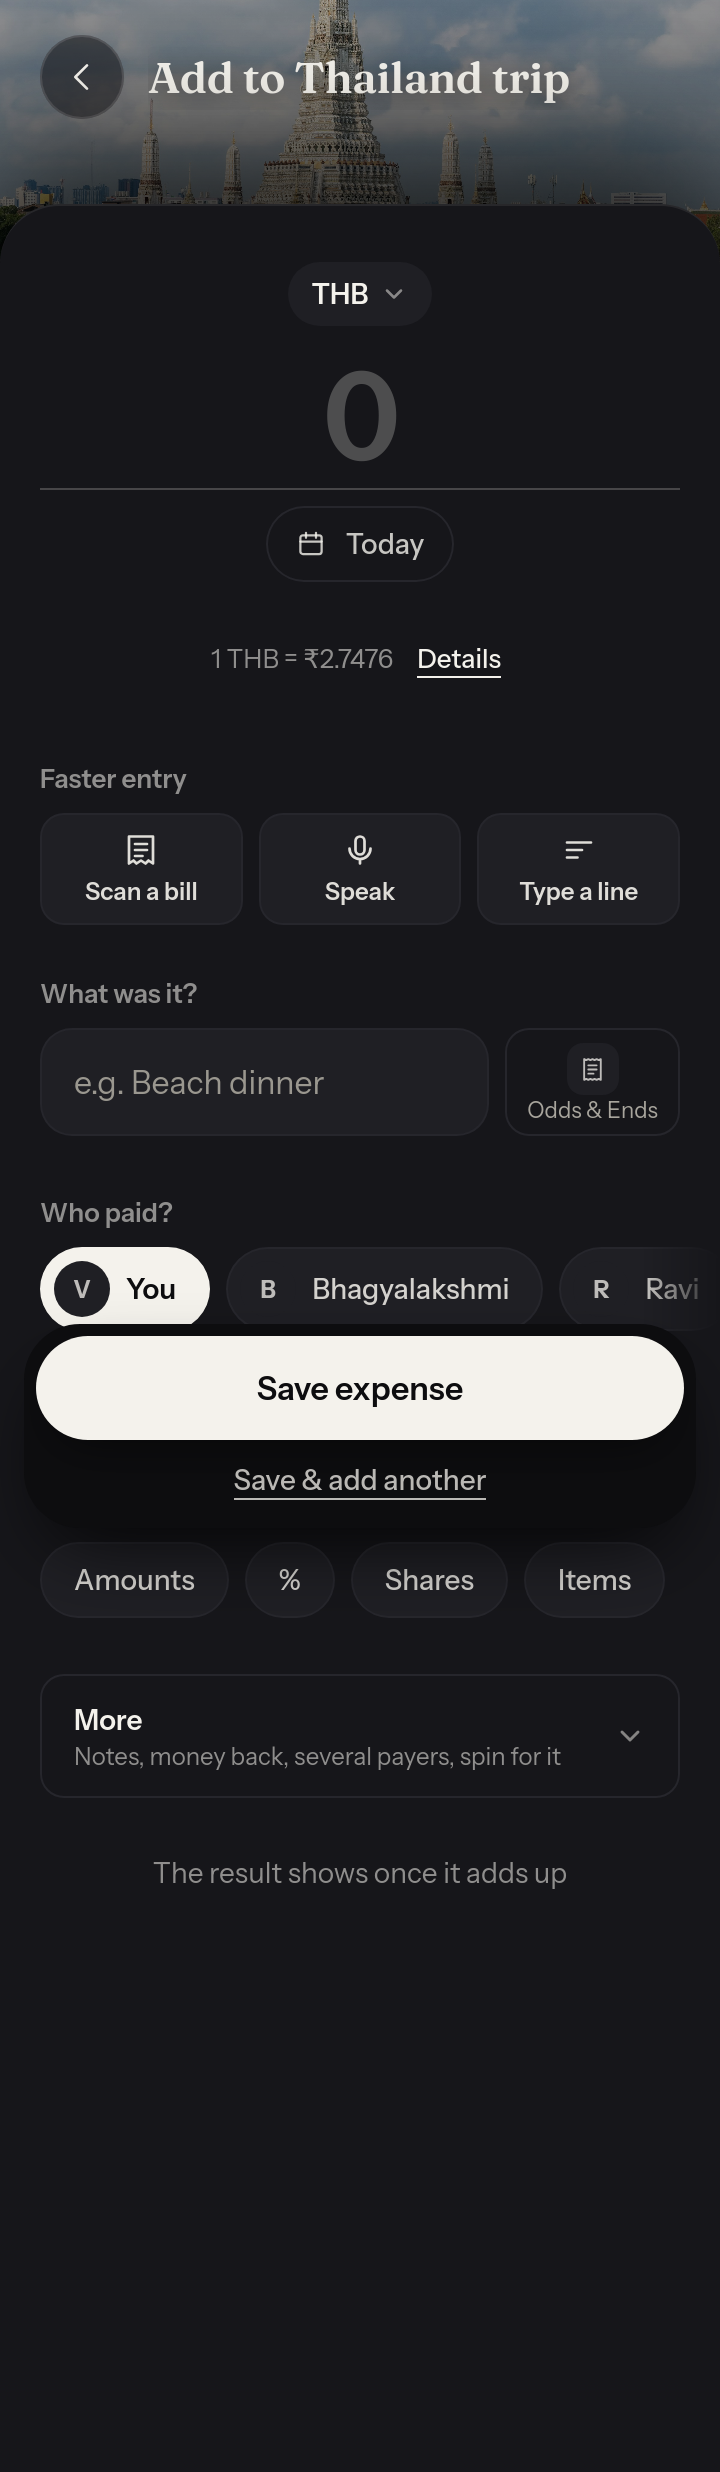 Add to Thailand trip
THB
0
Today
1 THB = ₹2.7476 Details
Faster entry
Scan a bill
Speak
Type a line
What was it?
e.g. Beach dinner
Odds & Ends
Who paid?
V You
B Bhagyalakshmi
R Ravi
Save expense
Save & add another
Amounts
%
Shares
Items
More
Notes, money back, several payers, spin for it
The result shows once it adds up